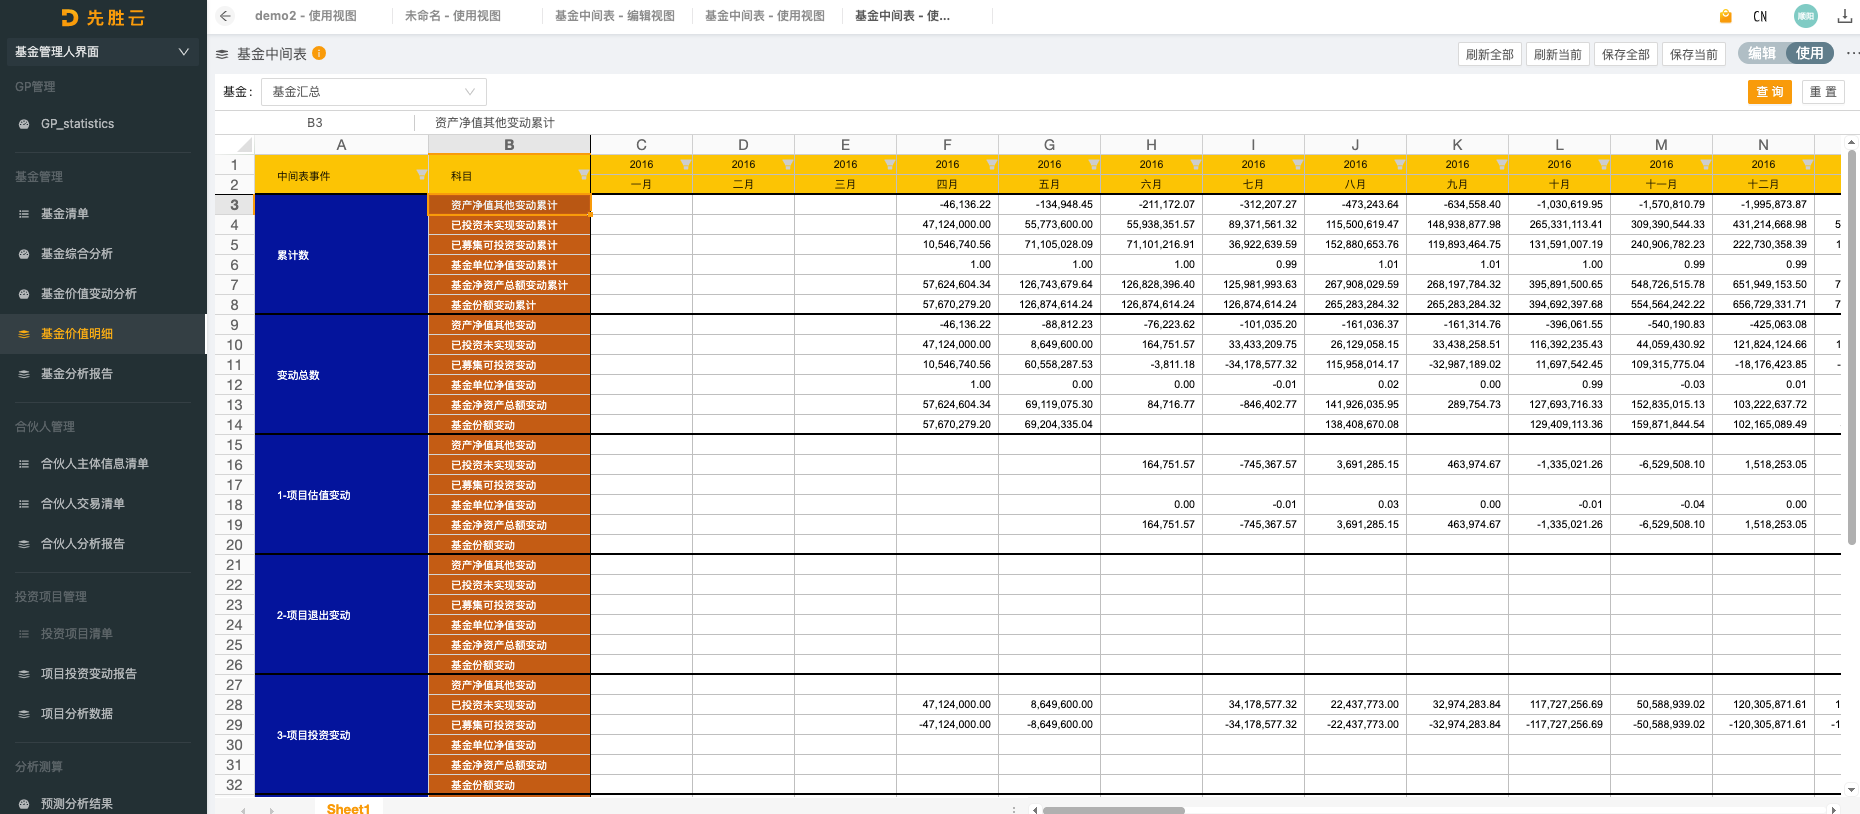 先胜云
demo2 - 使用视图
未命名 - 使用视图
基金中间表 - 编辑视图
基金中间表 - 使用视图
基金中间表 - 使...
CN
顺阳
基金管理人界面
GP管理
GP_statistics
基金管理
基金清单
基金综合分析
基金价值变动分析
基金价值明细
基金分析报告
合伙人管理
合伙人主体信息清单
合伙人交易清单
合伙人分析报告
投资项目管理
投资项目清单
项目投资变动报告
项目分析数据
分析测算
预测分析结果
基金中间表
刷新全部 刷新当前 保存全部 保存当前 编辑 使用 ...
基金: 基金汇总 查 询 重 置
B3 资产净值其他变动累计
A B C D E F G H I J K L M N
1 中间表事件 科目 2016 2016 2016 2016 2016 2016 2016 2016 2016 2016 2016 2016
2 一月 二月 三月 四月 五月 六月 七月 八月 九月 十月 十一月 十二月
3 累计数 资产净值其他变动累计 -46,136.22 -134,948.45 -211,172.07 -312,207.27 -473,243.64 -634,558.40 -1,030,619.95 -1,570,810.79 -1,995,873.87
4 已投资未实现变动累计 47,124,000.00 55,773,600.00 55,938,351.57 89,371,561.32 115,500,619.47 148,938,877.98 265,331,113.41 309,390,544.33 431,214,668.98 5
5 已募集可投资变动累计 10,546,740.56 71,105,028.09 71,101,216.91 36,922,639.59 152,880,653.76 119,893,464.75 131,591,007.19 240,906,782.23 222,730,358.39 1
6 基金单位净值变动累计 1.00 1.00 1.00 0.99 1.01 1.01 1.00 0.99 0.99
7 基金净资产总额变动累计 57,624,604.34 126,743,679.64 126,828,396.40 125,981,993.63 267,908,029.59 268,197,784.32 395,891,500.65 548,726,515.78 651,949,153.50 7
8 基金份额变动累计 57,670,279.20 126,874,614.24 126,874,614.24 126,874,614.24 265,283,284.32 265,283,284.32 394,692,397.68 554,564,242.22 656,729,331.71 7
9 变动总数 资产净值其他变动 -46,136.22 -88,812.23 -76,223.62 -101,035.20 -161,036.37 -161,314.76 -396,061.55 -540,190.83 -425,063.08
10 已投资未实现变动 47,124,000.00 8,649,600.00 164,751.57 33,433,209.75 26,129,058.15 33,438,258.51 116,392,235.43 44,059,430.92 121,824,124.66 1
11 已募集可投资变动 10,546,740.56 60,558,287.53 -3,811.18 -34,178,577.32 115,958,014.17 -32,987,189.02 11,697,542.45 109,315,775.04 -18,176,423.85 -
12 基金单位净值变动 1.00 0.00 0.00 -0.01 0.02 0.00 0.99 -0.03 0.01
13 基金净资产总额变动 57,624,604.34 69,119,075.30 84,716.77 -846,402.77 141,926,035.95 289,754.73 127,693,716.33 152,835,015.13 103,222,637.72
14 基金份额变动 57,670,279.20 69,204,335.04 138,408,670.08 129,409,113.36 159,871,844.54 102,165,089.49
15 1-项目估值变动 资产净值其他变动
16 已投资未实现变动 164,751.57 -745,367.57 3,691,285.15 463,974.67 -1,335,021.26 -6,529,508.10 1,518,253.05
17 已募集可投资变动
18 基金单位净值变动 0.00 -0.01 0.03 0.00 -0.01 -0.04 0.00
19 基金净资产总额变动 164,751.57 -745,367.57 3,691,285.15 463,974.67 -1,335,021.26 -6,529,508.10 1,518,253.05
20 基金份额变动
21 2-项目退出变动 资产净值其他变动
22 已投资未实现变动
23 已募集可投资变动
24 基金单位净值变动
25 基金净资产总额变动
26 基金份额变动
27 3-项目投资变动 资产净值其他变动
28 已投资未实现变动 47,124,000.00 8,649,600.00 34,178,577.32 22,437,773.00 32,974,283.84 117,727,256.69 50,588,939.02 120,305,871.61 1
29 已募集可投资变动 -47,124,000.00 -8,649,600.00 -34,178,577.32 -22,437,773.00 -32,974,283.84 -117,727,256.69 -50,588,939.02 -120,305,871.61 -1
30 基金单位净值变动
31 基金净资产总额变动
32 基金份额变动
Sheet1